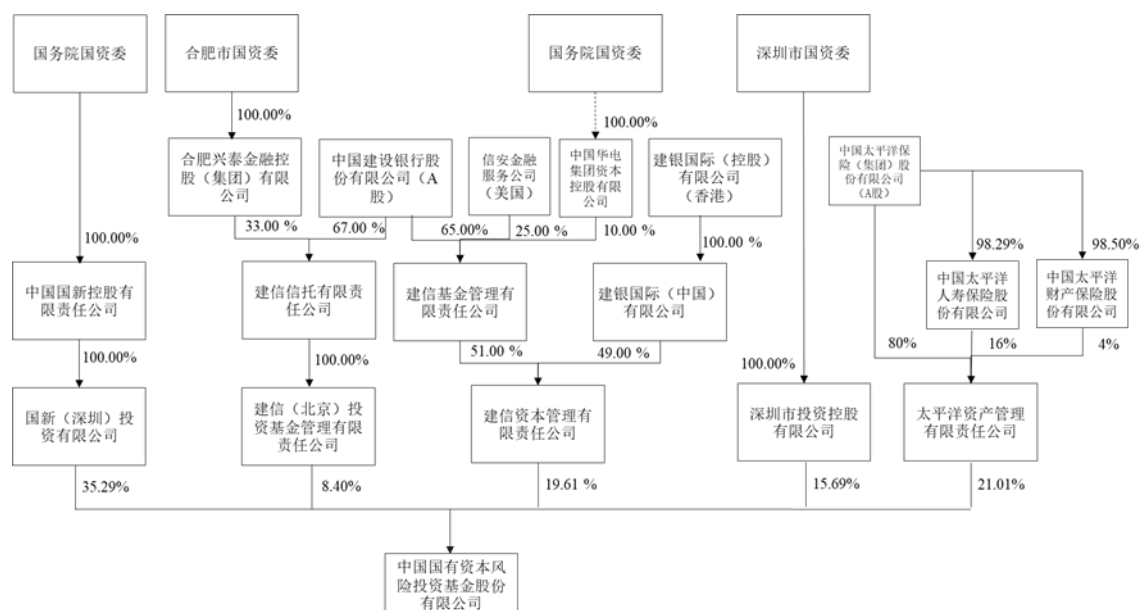 国务院国资委
合肥市国资委
国务院国资委
深圳市国资委
100.00%
100.00%
合肥兴泰金融控
股（集团）有限
公司
中国建设银行股
份有限公司（A
股）
信安金融
服务公司
（美国）
中国华电
集团资本
控股有限
公司
建银国际（控股）
有限公司
（香港）
中国太平洋保
险（集团）股
份有限公司
（A股）
33.00 %
67.00 %
65.00%
25.00 %
10.00 %
100.00%
100.00 %
98.29%
98.50%
中国国新控股有
限责任公司
建信信托有限责
任公司
建信基金管理有
限责任公司
建银国际（中国）
有限公司
中国太平洋
人寿保险股
份有限公司
中国太平洋
财产保险股
份有限公司
100.00%
100.00%
51.00 %
49.00 %
100.00%
80%
16%
4%
国新（深圳）投
资有限公司
建信（北京）投
资基金管理有限
责任公司
建信资本管理有
限责任公司
深圳市投资控股
有限公司
太平洋资产管理
有限责任公司
35.29%
8.40%
19.61 %
15.69%
21.01%
中国国有资本风
险投资基金股份
有限公司